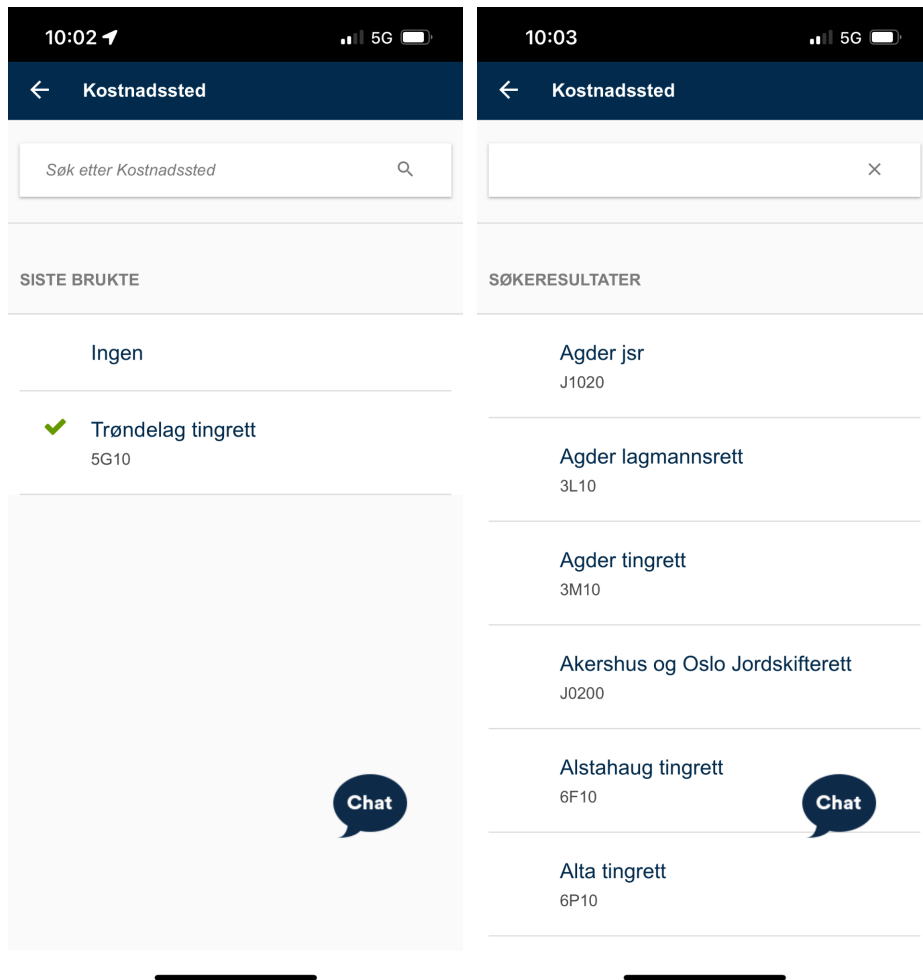 10:02
5G
Kostnadssted
Søk etter Kostnadssted
SISTE BRUKTE
Ingen
Trøndelag tingrett
5G10
Chat
10:03
5G
Kostnadssted
SØKERESULTATER
Agder jsr
J1020
Agder lagmannsrett
3L10
Agder tingrett
3M10
Akershus og Oslo Jordskifterett
J0200
Alstahaug tingrett
6F10
Chat
Alta tingrett
6P10